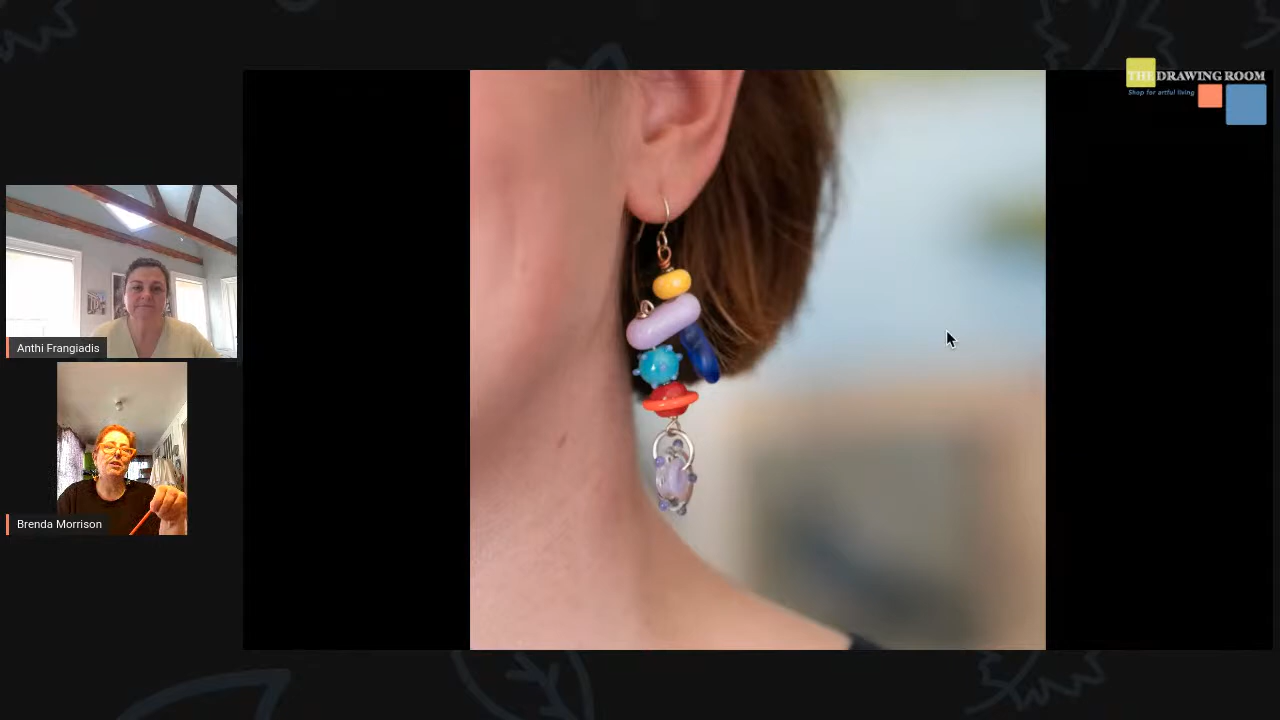 THE DRAWING ROOM
Shop for artful living
Anthi Frangiadis
Brenda Morrison